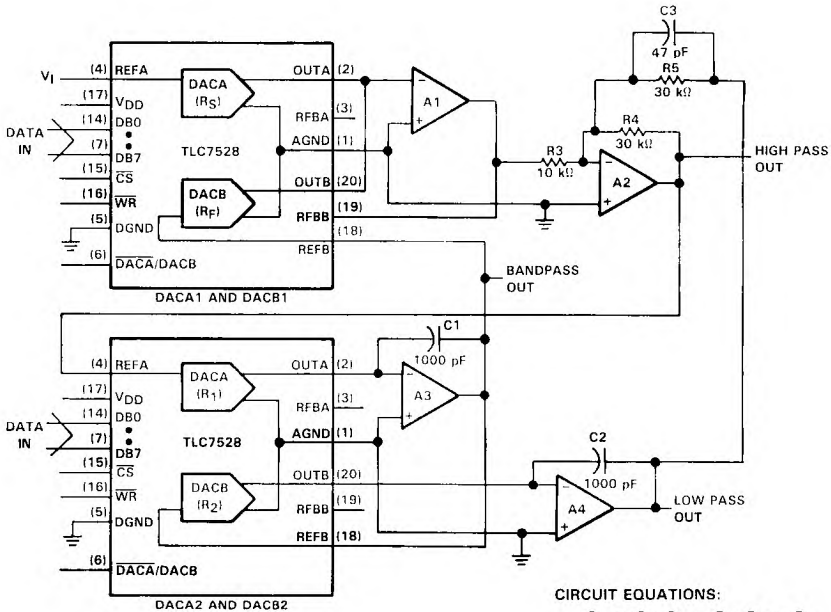 C3
47 pF
R5
30 kΩ
R4
30 kΩ
R3
10 kΩ
A1
A2
HIGH PASS
OUT
BANDPASS
OUT
VI
(4) REFA
(17) VDD
DATA
IN
(14) DB0
(7) DB7
(15) CS
(16) WR
(5) DGND
(6) DACA/DACB
DACA
(RS)
TLC7528
DACB
(RF)
OUTA (2)
RFBA (3)
AGND (1)
OUTB (20)
RFBB (19)
REFB (18)
DACA1 AND DACB1
(4) REFA
(17) VDD
DATA
IN
(14) DB0
(7) DB7
(15) CS
(16) WR
(5) DGND
(6) DACA/DACB
DACA
(R1)
TLC7528
DACB
(R2)
OUTA (2)
RFBA (3)
AGND (1)
OUTB (20)
RFBB (19)
REFB (18)
DACA2 AND DACB2
C1
1000 pF
A3
C2
1000 pF
A4
LOW PASS
OUT
CIRCUIT EQUATIONS: